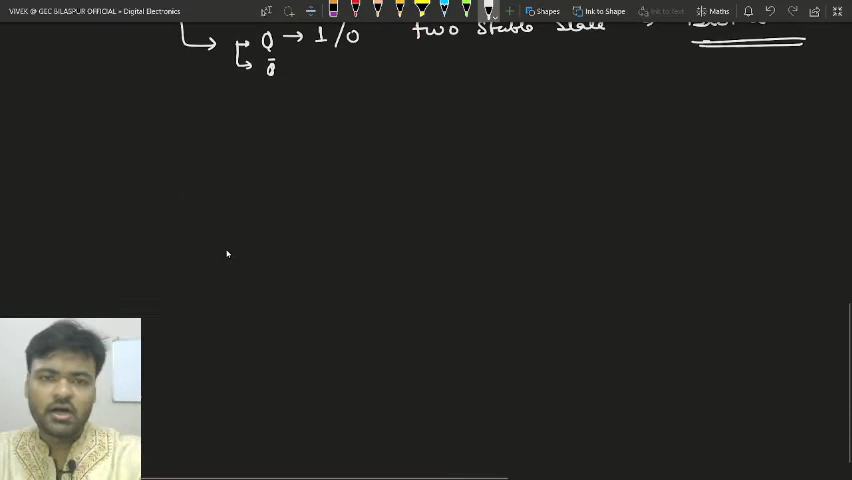 VIVEK @ GEC BILASPUR OFFICIAL » Digital Electronics
Shapes
Ink to Shape
Ink to Text
Maths
Q → 1/0 two stable state
Q̄